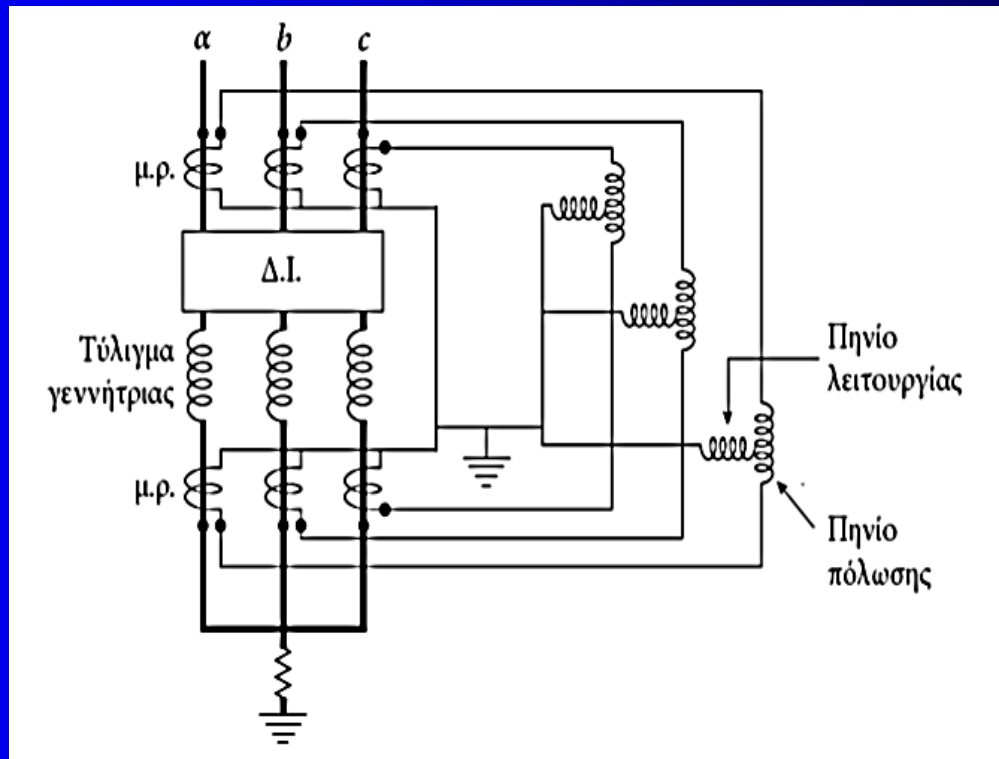 a b c
μ.ρ.
Δ.Ι.
Τύλιγμα
γεννήτριας
Πηνίο
λειτουργίας
μ.ρ.
Πηνίο
πόλωσης